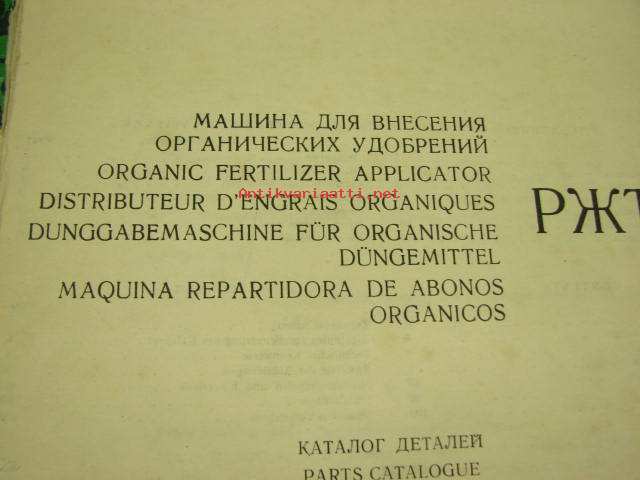 МАШИНА ДЛЯ ВНЕСЕНИЯ
ОРГАНИЧЕСКИХ УДОБРЕНИЙ
ORGANIC FERTILIZER APPLICATOR
Antikvariaatti.net
DISTRIBUTEUR D'ENGRAIS ORGANIQUES
DUNGGABEMASCHINE FÜR ORGANISCHE
DÜNGEMITTEL
MAQUINA REPARTIDORA DE ABONOS
ORGANICOS
РЖТ
КАТАЛОГ ДЕТАЛЕЙ
PARTS CATALOGUE